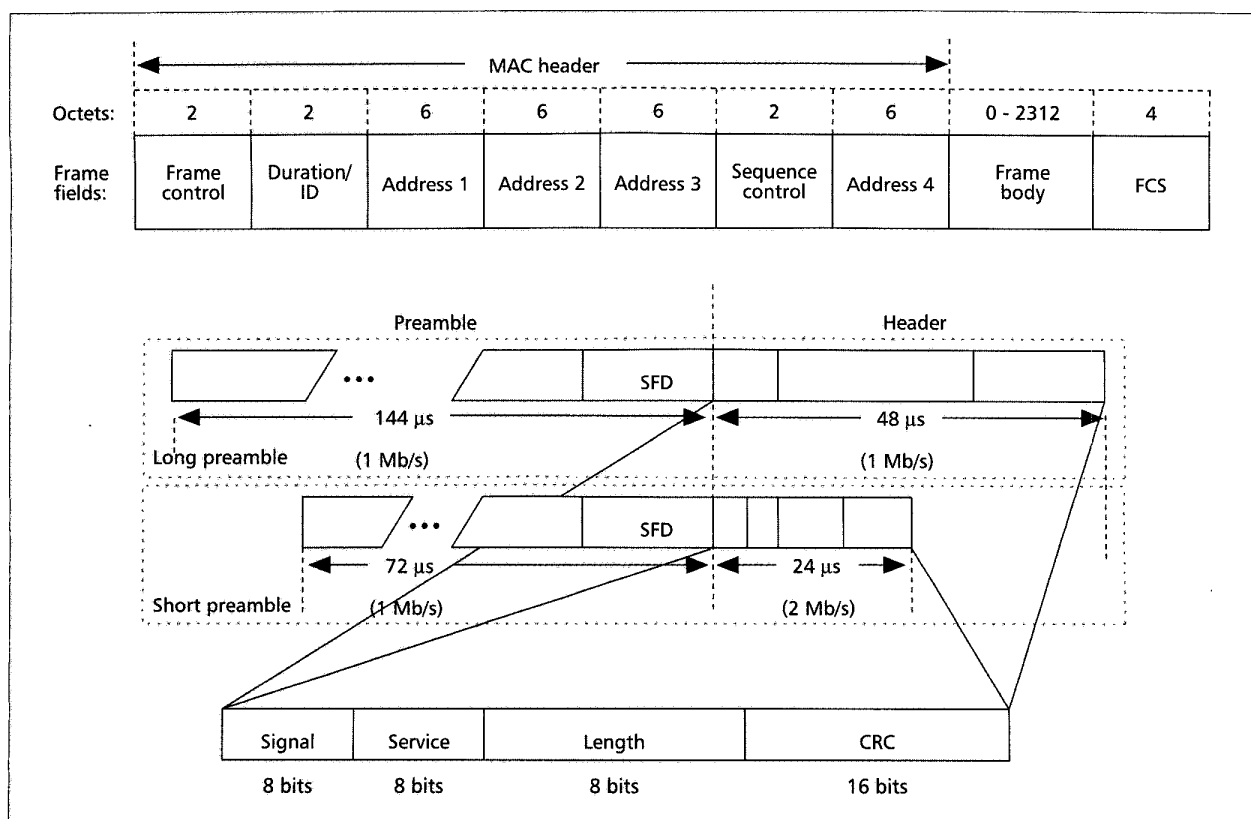 MAC header
Octets: 2 2 6 6 6 2 6 0 - 2312 4
Frame fields: Frame control Duration/ ID Address 1 Address 2 Address 3 Sequence control Address 4 Frame body FCS
Preamble Header
••• SFD
144 µs 48 µs
Long preamble (1 Mb/s) (1 Mb/s)
••• SFD
72 µs 24 µs
Short preamble (1 Mb/s) (2 Mb/s)
Signal Service Length CRC
8 bits 8 bits 8 bits 16 bits